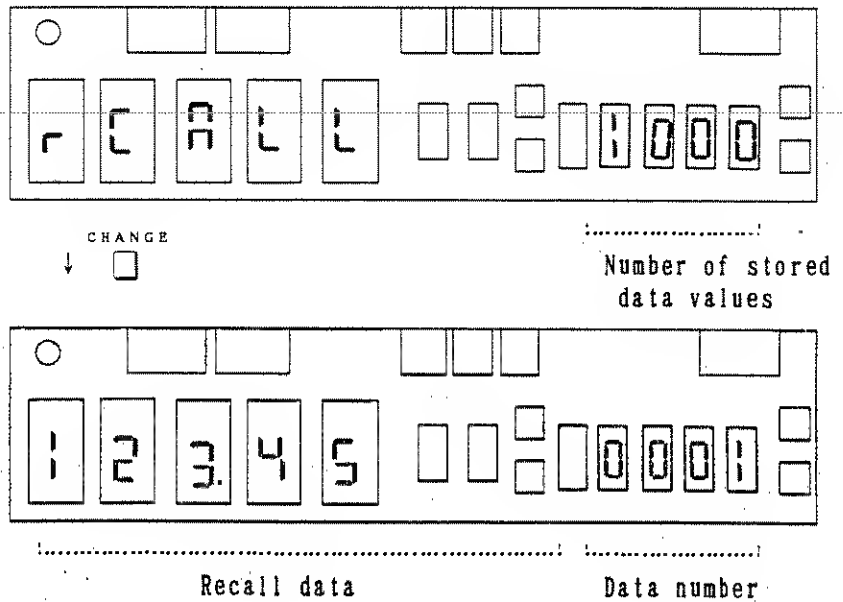 rCALL 1000
CHANGE
↓
Number of stored
data values
123.45 0001
Recall data Data number